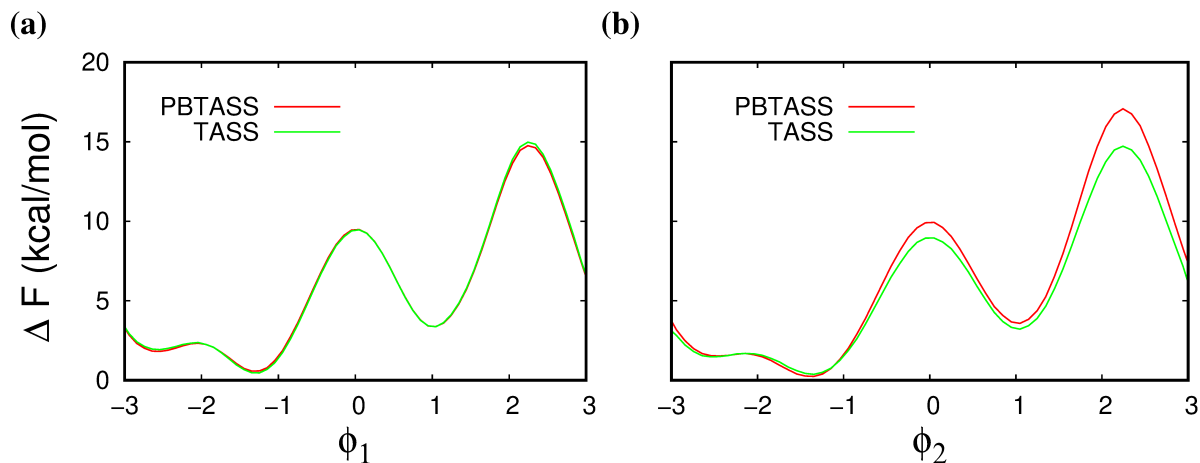 (a)
20
15
10
5
0
Δ F (kcal/mol)
PBTASS
TASS
−3 −2 −1 0 1 2 3
ϕ1
(b)
PBTASS
TASS
−3 −2 −1 0 1 2 3
ϕ2